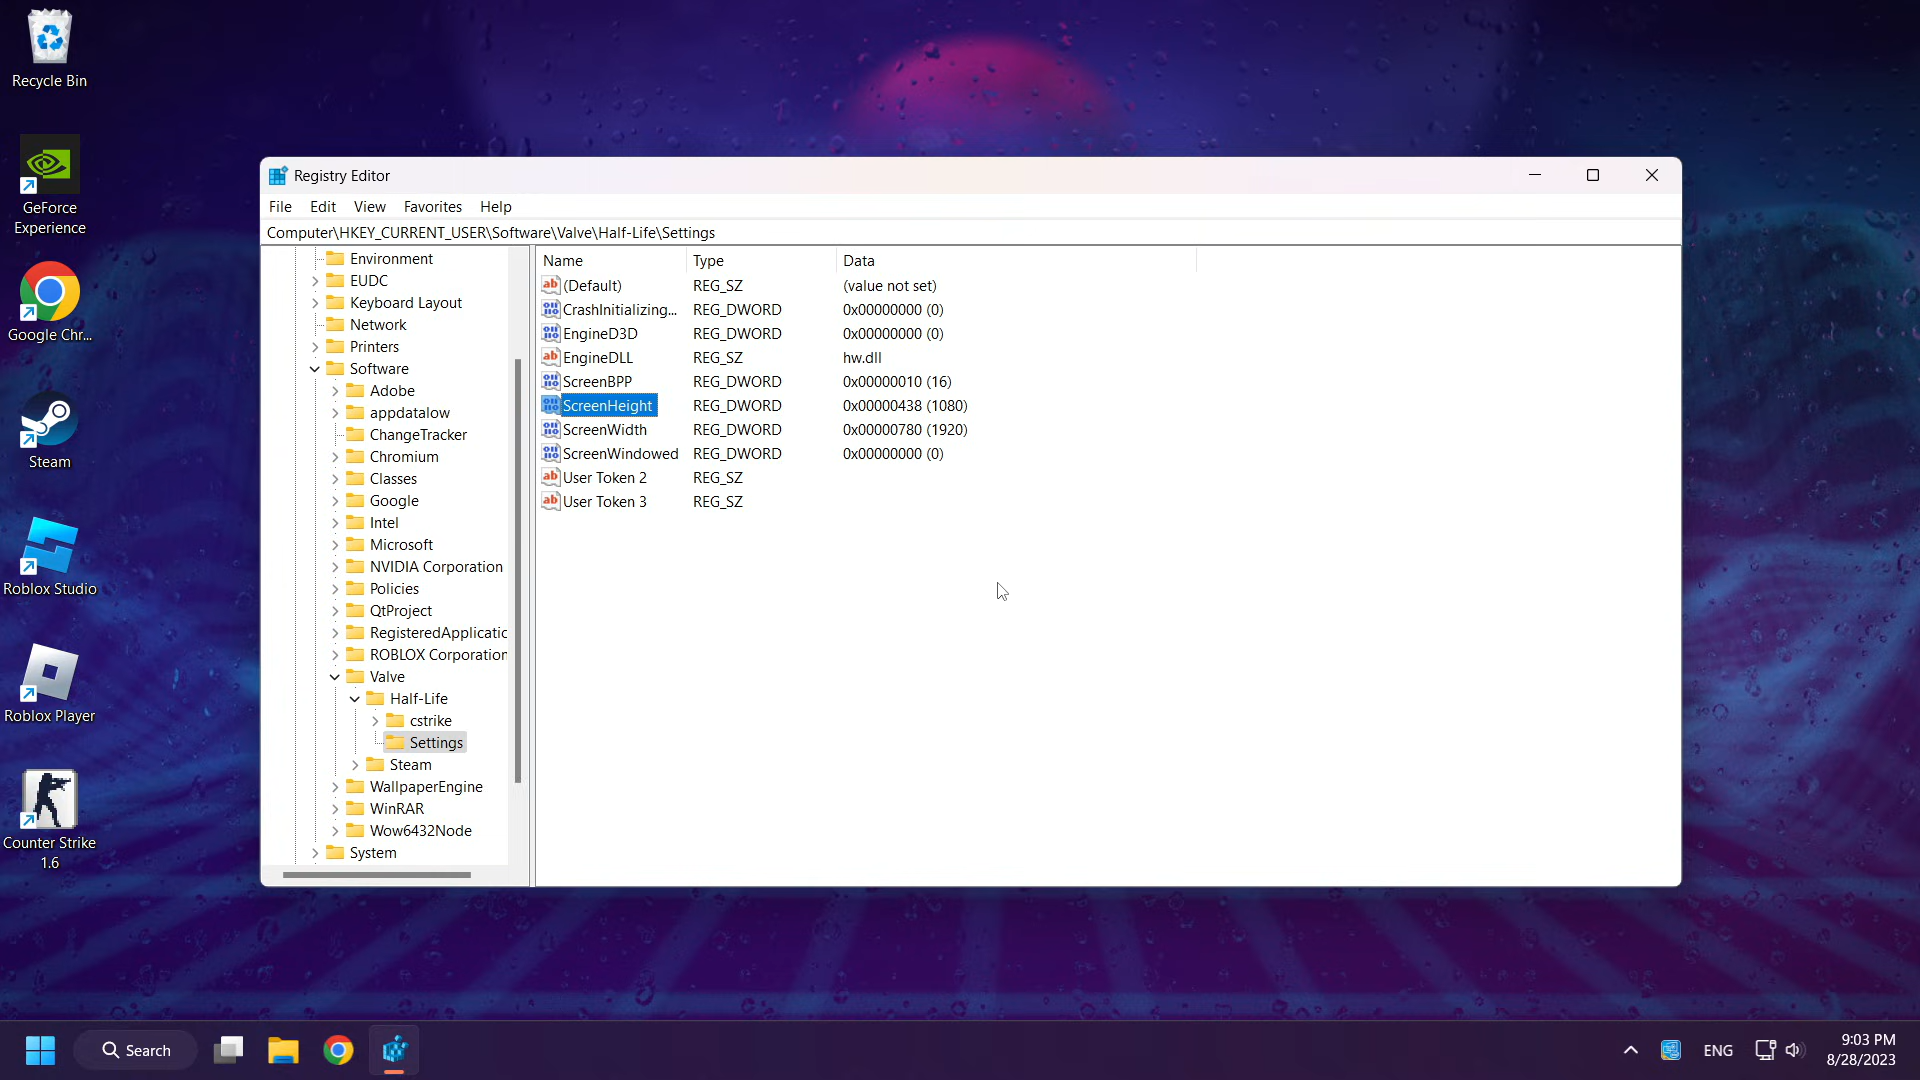 Recycle Bin
GeForce
Experience
Google Chr...
Steam
Roblox Studio
Roblox Player
Counter Strike
1.6
Registry Editor
File Edit View Favorites Help
Computer\HKEY_CURRENT_USER\Software\Valve\Half-Life\Settings
Environment
EUDC
Keyboard Layout
Network
Printers
Software
Adobe
appdatalow
ChangeTracker
Chromium
Classes
Google
Intel
Microsoft
NVIDIA Corporation
Policies
QtProject
RegisteredApplicatic
ROBLOX Corporation
Valve
Half-Life
cstrike
Settings
Steam
WallpaperEngine
WinRAR
Wow6432Node
System
Name Type Data
(Default) REG_SZ (value not set)
CrashInitializing... REG_DWORD 0x00000000 (0)
EngineD3D REG_DWORD 0x00000000 (0)
EngineDLL REG_SZ hw.dll
ScreenBPP REG_DWORD 0x00000010 (16)
ScreenHeight REG_DWORD 0x00000438 (1080)
ScreenWidth REG_DWORD 0x00000780 (1920)
ScreenWindowed REG_DWORD 0x00000000 (0)
User Token 2 REG_SZ
User Token 3 REG_SZ
Search
ENG
9:03 PM
8/28/2023